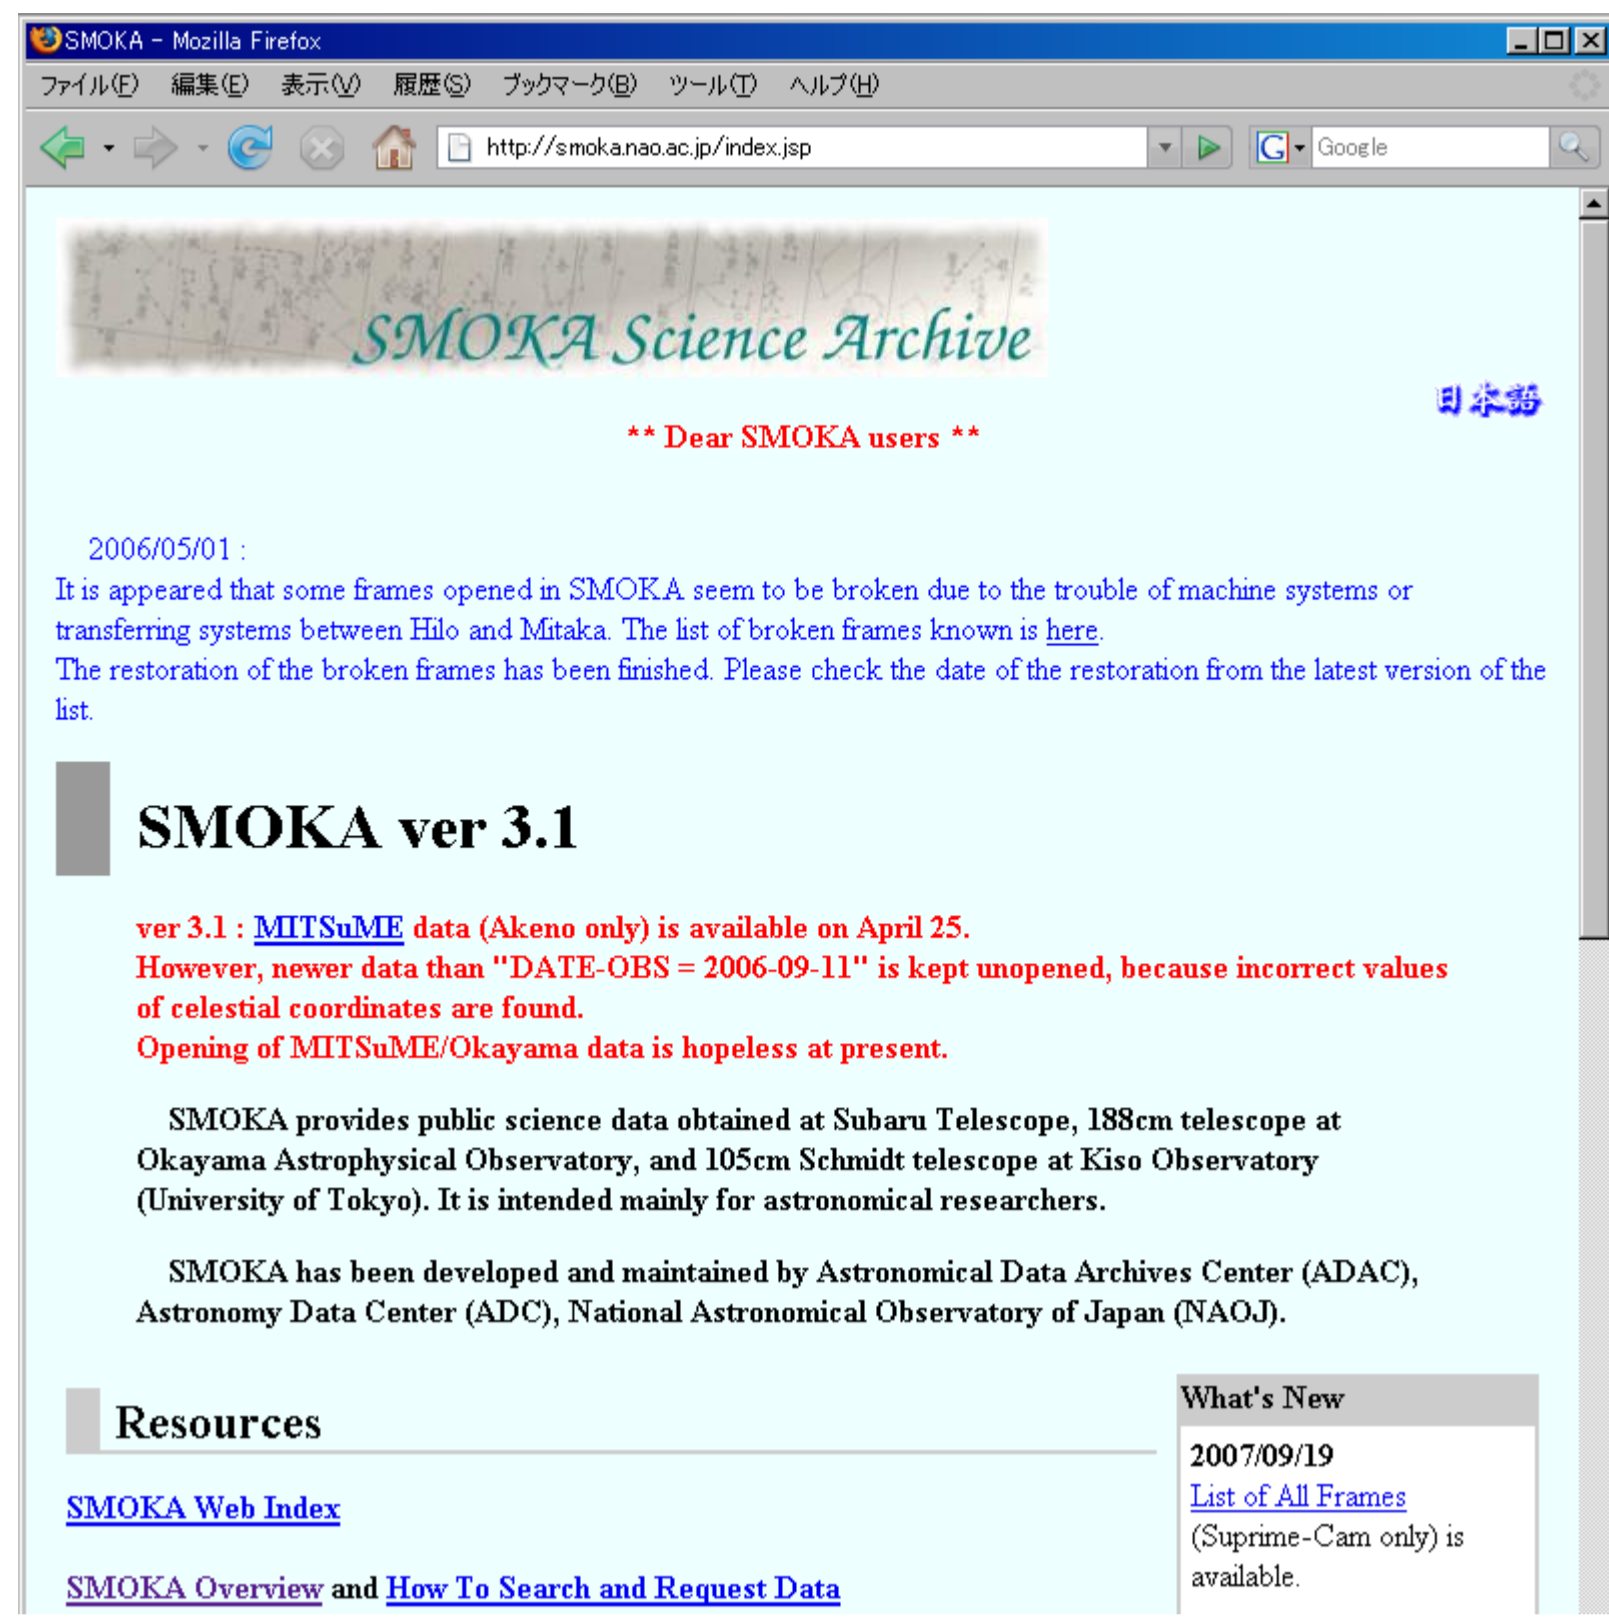 SMOKA - Mozilla Firefox
ファイル(F) 編集(E) 表示(V) 履歴(S) ブックマーク(B) ツール(T) ヘルプ(H)
http://smoka.nao.ac.jp/index.jsp
G Google
SMOKA Science Archive
日本語
** Dear SMOKA users **
2006/05/01 :
It is appeared that some frames opened in SMOKA seem to be broken due to the trouble of machine systems or
transferring systems between Hilo and Mitaka. The list of broken frames known is here.
The restoration of the broken frames has been finished. Please check the date of the restoration from the latest version of the
list.
SMOKA ver 3.1
ver 3.1 : MITSuME data (Akeno only) is available on April 25.
However, newer data than "DATE-OBS = 2006-09-11" is kept unopened, because incorrect values
of celestial coordinates are found.
Opening of MITSuME/Okayama data is hopeless at present.
SMOKA provides public science data obtained at Subaru Telescope, 188cm telescope at
Okayama Astrophysical Observatory, and 105cm Schmidt telescope at Kiso Observatory
(University of Tokyo). It is intended mainly for astronomical researchers.
SMOKA has been developed and maintained by Astronomical Data Archives Center (ADAC),
Astronomy Data Center (ADC), National Astronomical Observatory of Japan (NAOJ).
Resources
SMOKA Web Index
SMOKA Overview and How To Search and Request Data
What's New
2007/09/19
List of All Frames
(Suprime-Cam only) is
available.